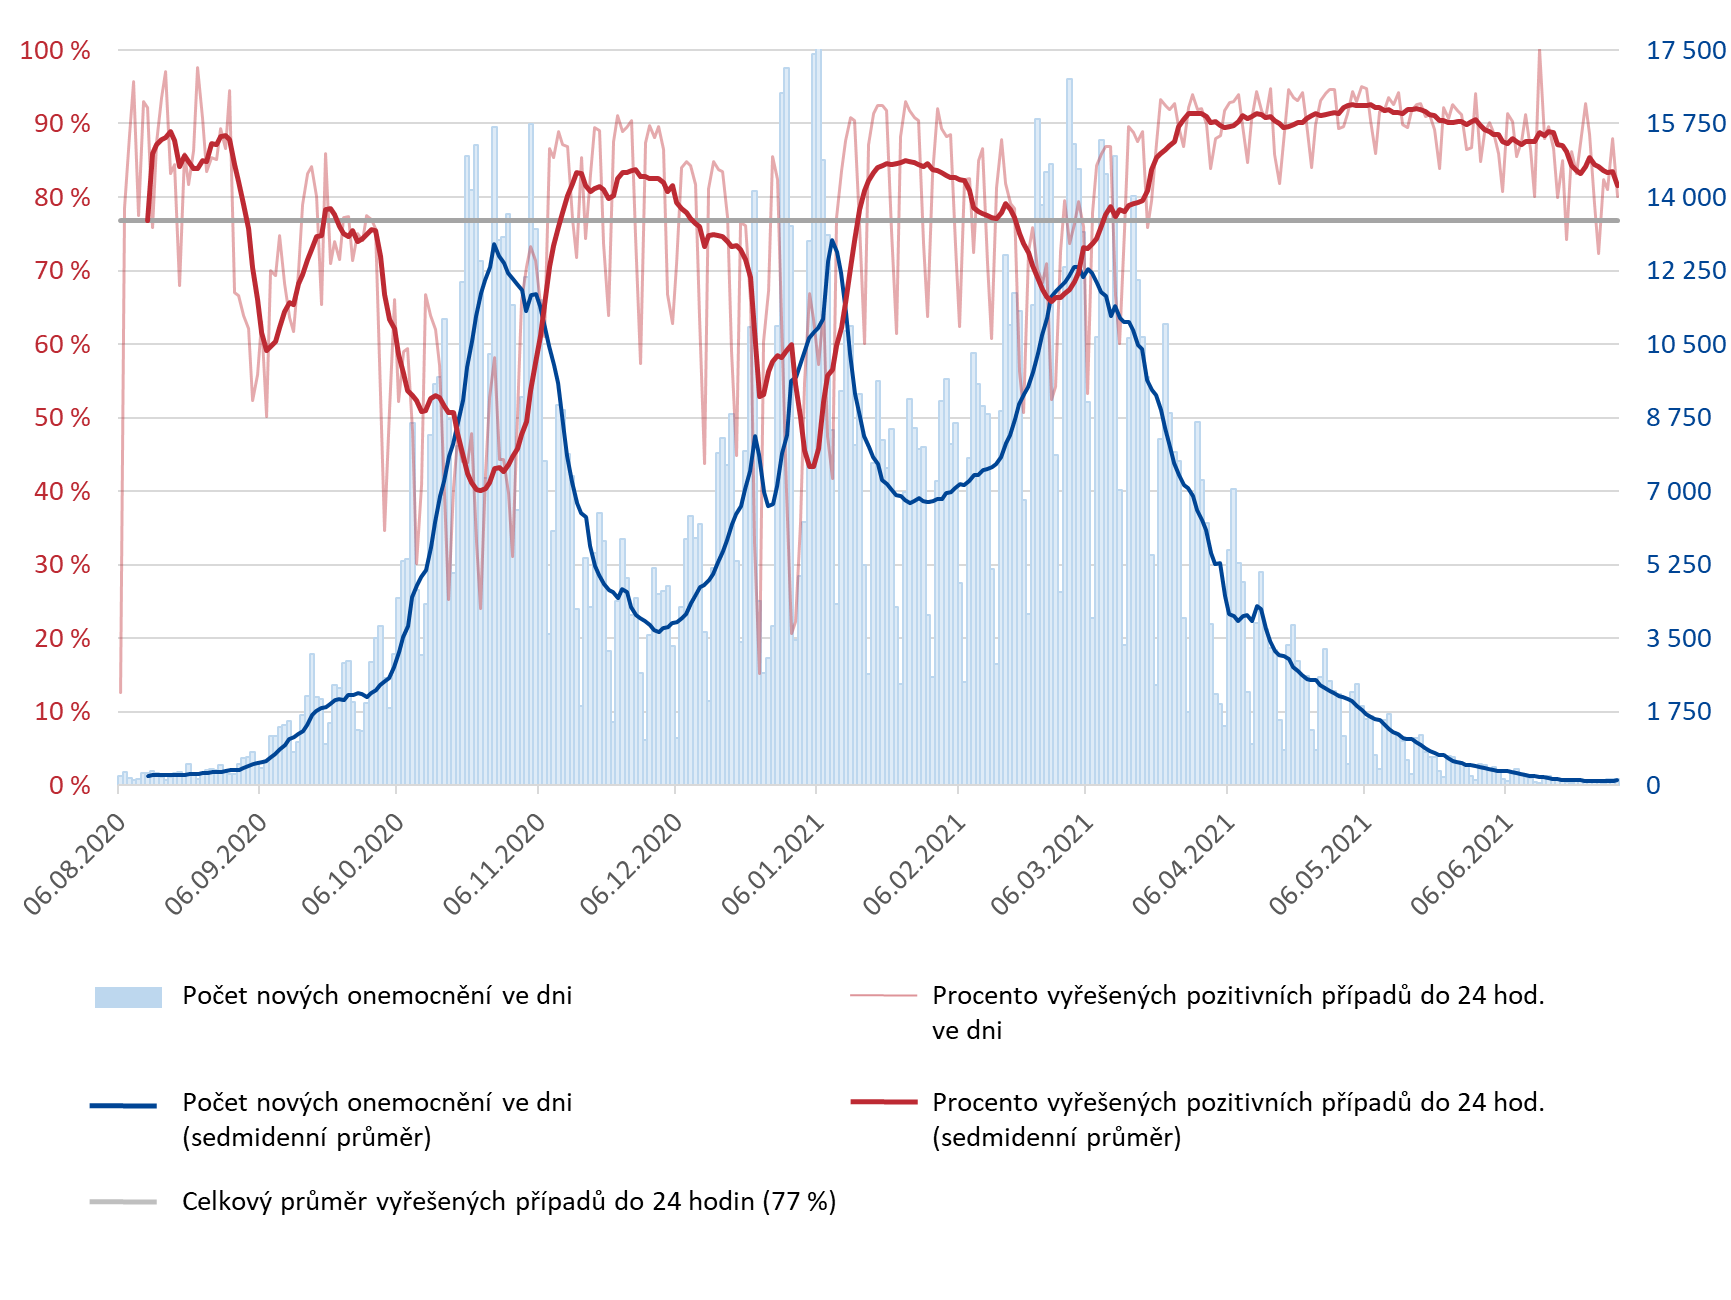 100 % 17 500
90 % 15 750
80 % 14 000
70 % 12 250
60 % 10 500
50 % 8 750
40 % 7 000
30 % 5 250
20 % 3 500
10 % 1 750
0 % 0
06.08.2020 06.09.2020 06.10.2020 06.11.2020 06.12.2020 06.01.2021 06.02.2021 06.03.2021 06.04.2021 06.05.2021 06.06.2021
Počet nových onemocnění ve dni
Procento vyřešených pozitivních případů do 24 hod.
ve dni
Počet nových onemocnění ve dni
(sedmidenní průměr)
Procento vyřešených pozitivních případů do 24 hod.
(sedmidenní průměr)
Celkový průměr vyřešených případů do 24 hodin (77 %)